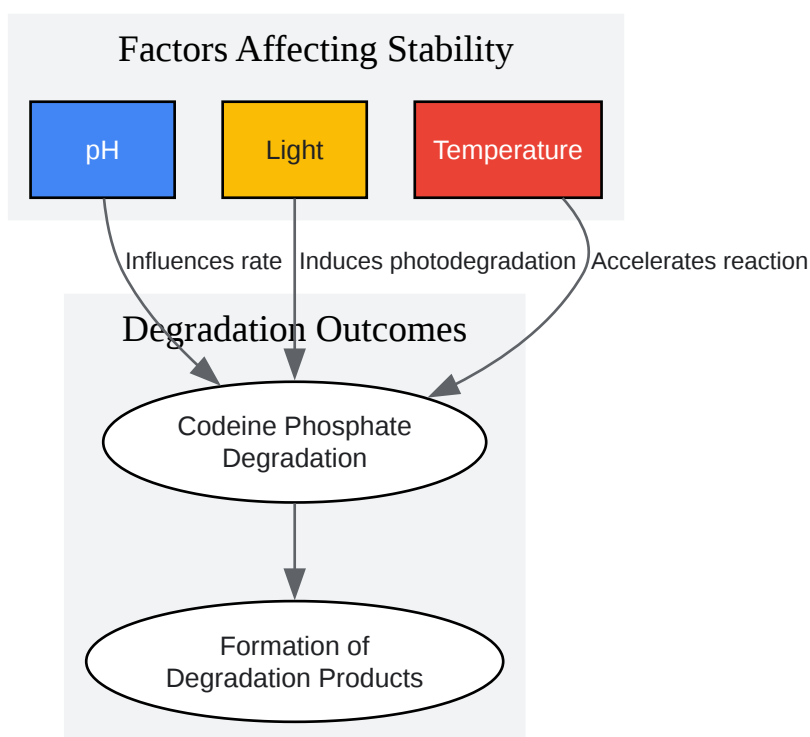 Factors Affecting Stability
pH
Light
Temperature
Influences rate
Induces photodegradation
Accelerates reaction
Degradation Outcomes
Codeine Phosphate
Degradation
Formation of
Degradation Products